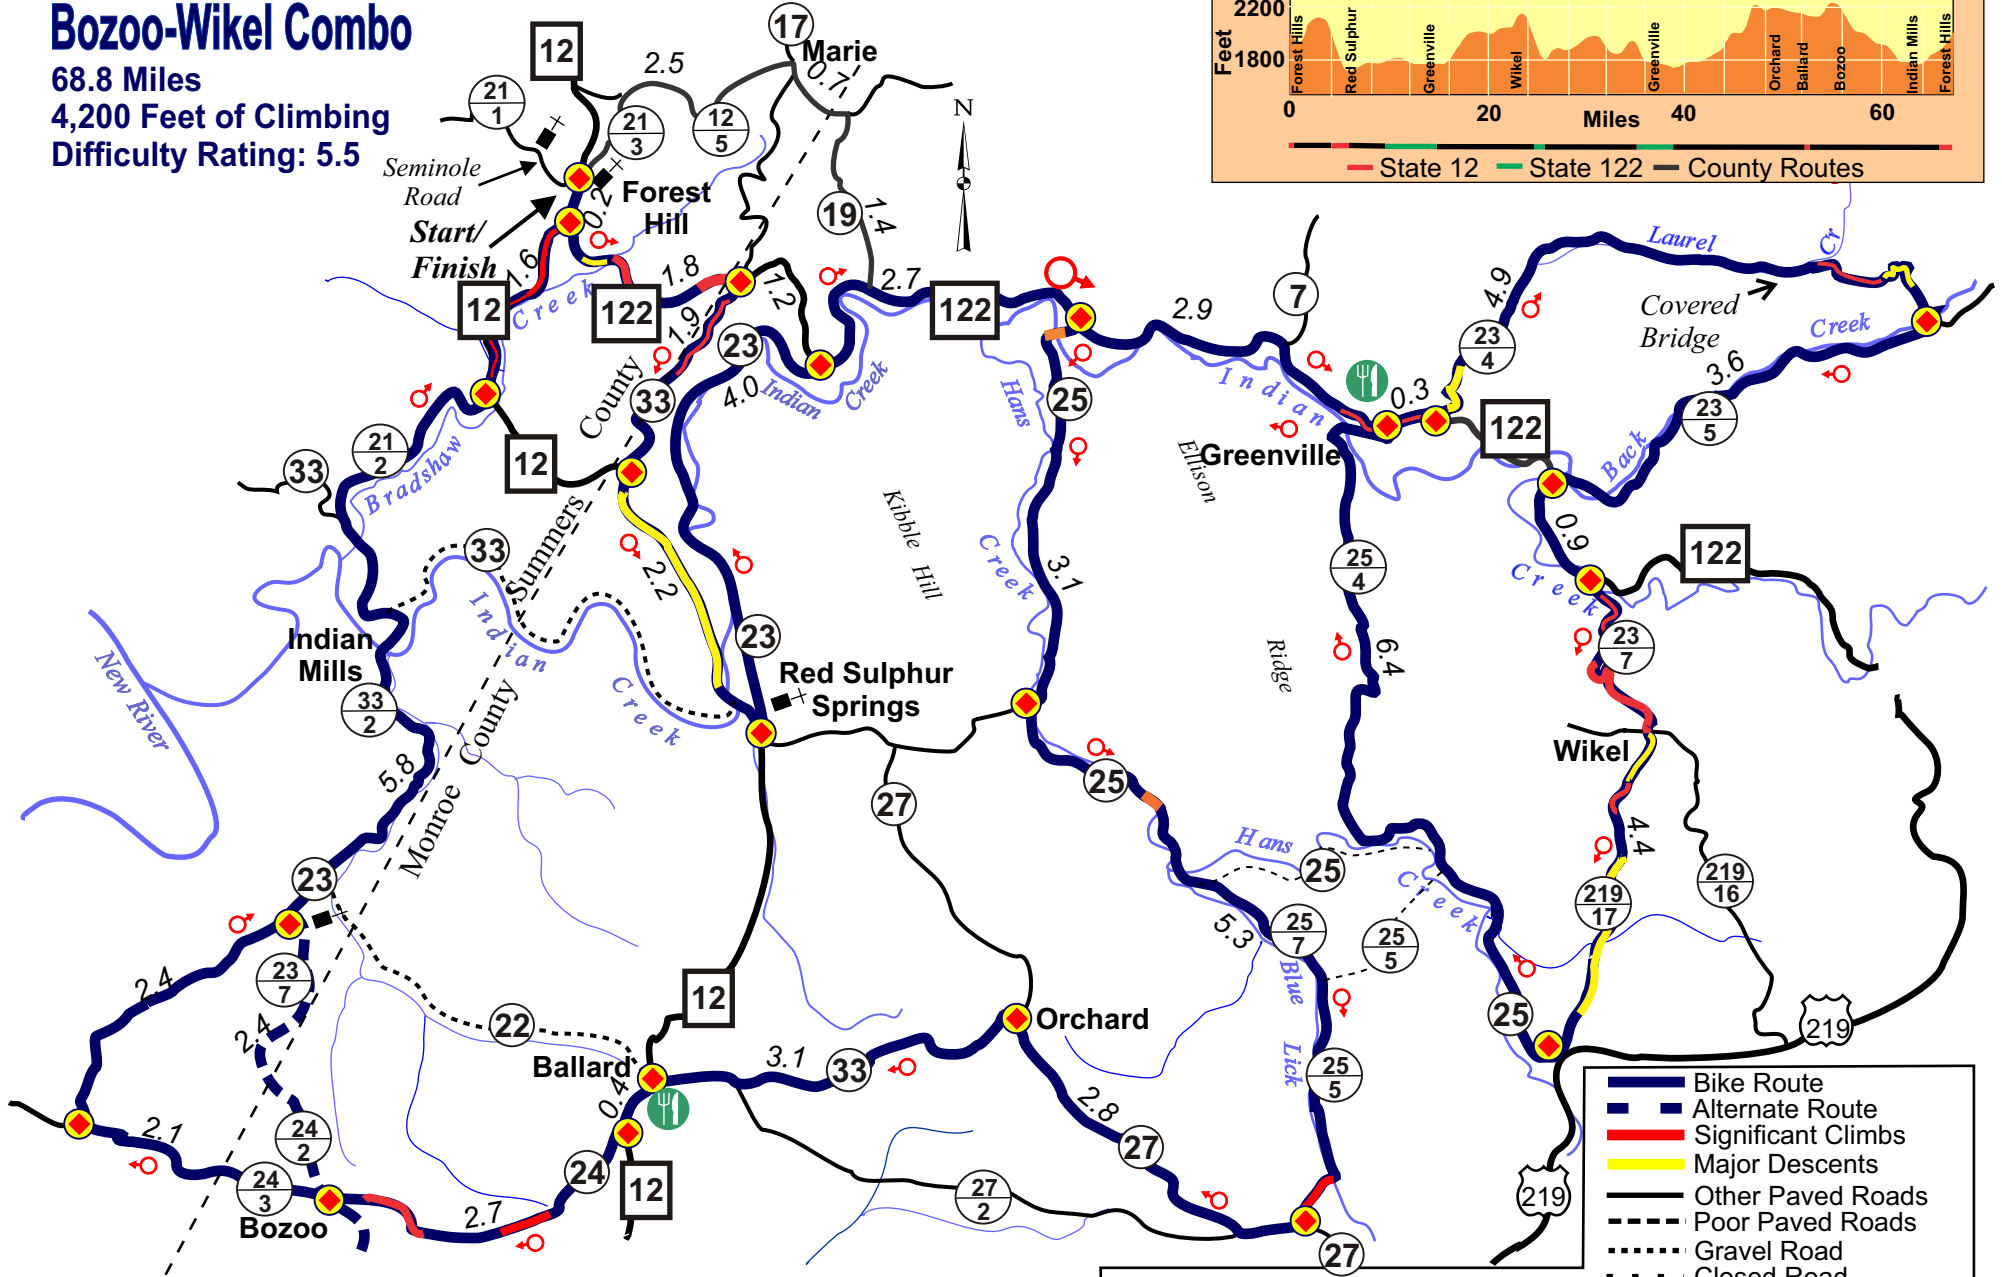 Bozoo-Wikel Combo
68.8 Miles
4,200 Feet of Climbing
Difficulty Rating: 5.5
2200
1800
Feet
Forest Hills
Red Sulphur
Greenville
Wikel
Greenville
Orchard
Ballard
Bozoo
Indian Mills
Forest Hills
0
20
Miles
40
60
State 12
State 122
County Routes
N
12
17
Marie
2.5
0.7
21
1
21
3
12
5
Seminole
Road
Forest
Hill
0.2
Start/
Finish
1.6
19
1.4
12
Creek
122
1.8
1.2
2.7
122
2.9
7
4.9
Laurel
Cr
Covered
Bridge
1.9
23
33
4.0
Indian
Creek
County
Hans
25
Indian
0.3
23
4
Creek
3.6
23
5
122
Back
Greenville
Ellison
21
2
Bradshaw
33
12
Summers
33
2.2
Kibble Hill
Creek
3.1
25
4
0.9
Creek
122
Indian
Mills
Indian
Creek
23
Red Sulphur
Springs
6.4
Ridge
23
7
Wikel
New River
33
2
County
5.8
Monroe
27
25
4.4
Hans
25
Creek
219
16
219
17
23
5.3
25
7
25
5
2.4
23
7
2.4
22
12
Blue
25
219
Orchard
Ballard
3.1
33
Lick
25
5
0.4
2.8
27
2.1
24
2
24
3
Bozoo
2.7
24
12
27
2
27
219
Bike Route
Alternate Route
Significant Climbs
Major Descents
Other Paved Roads
Poor Paved Roads
Gravel Road
Closed Road